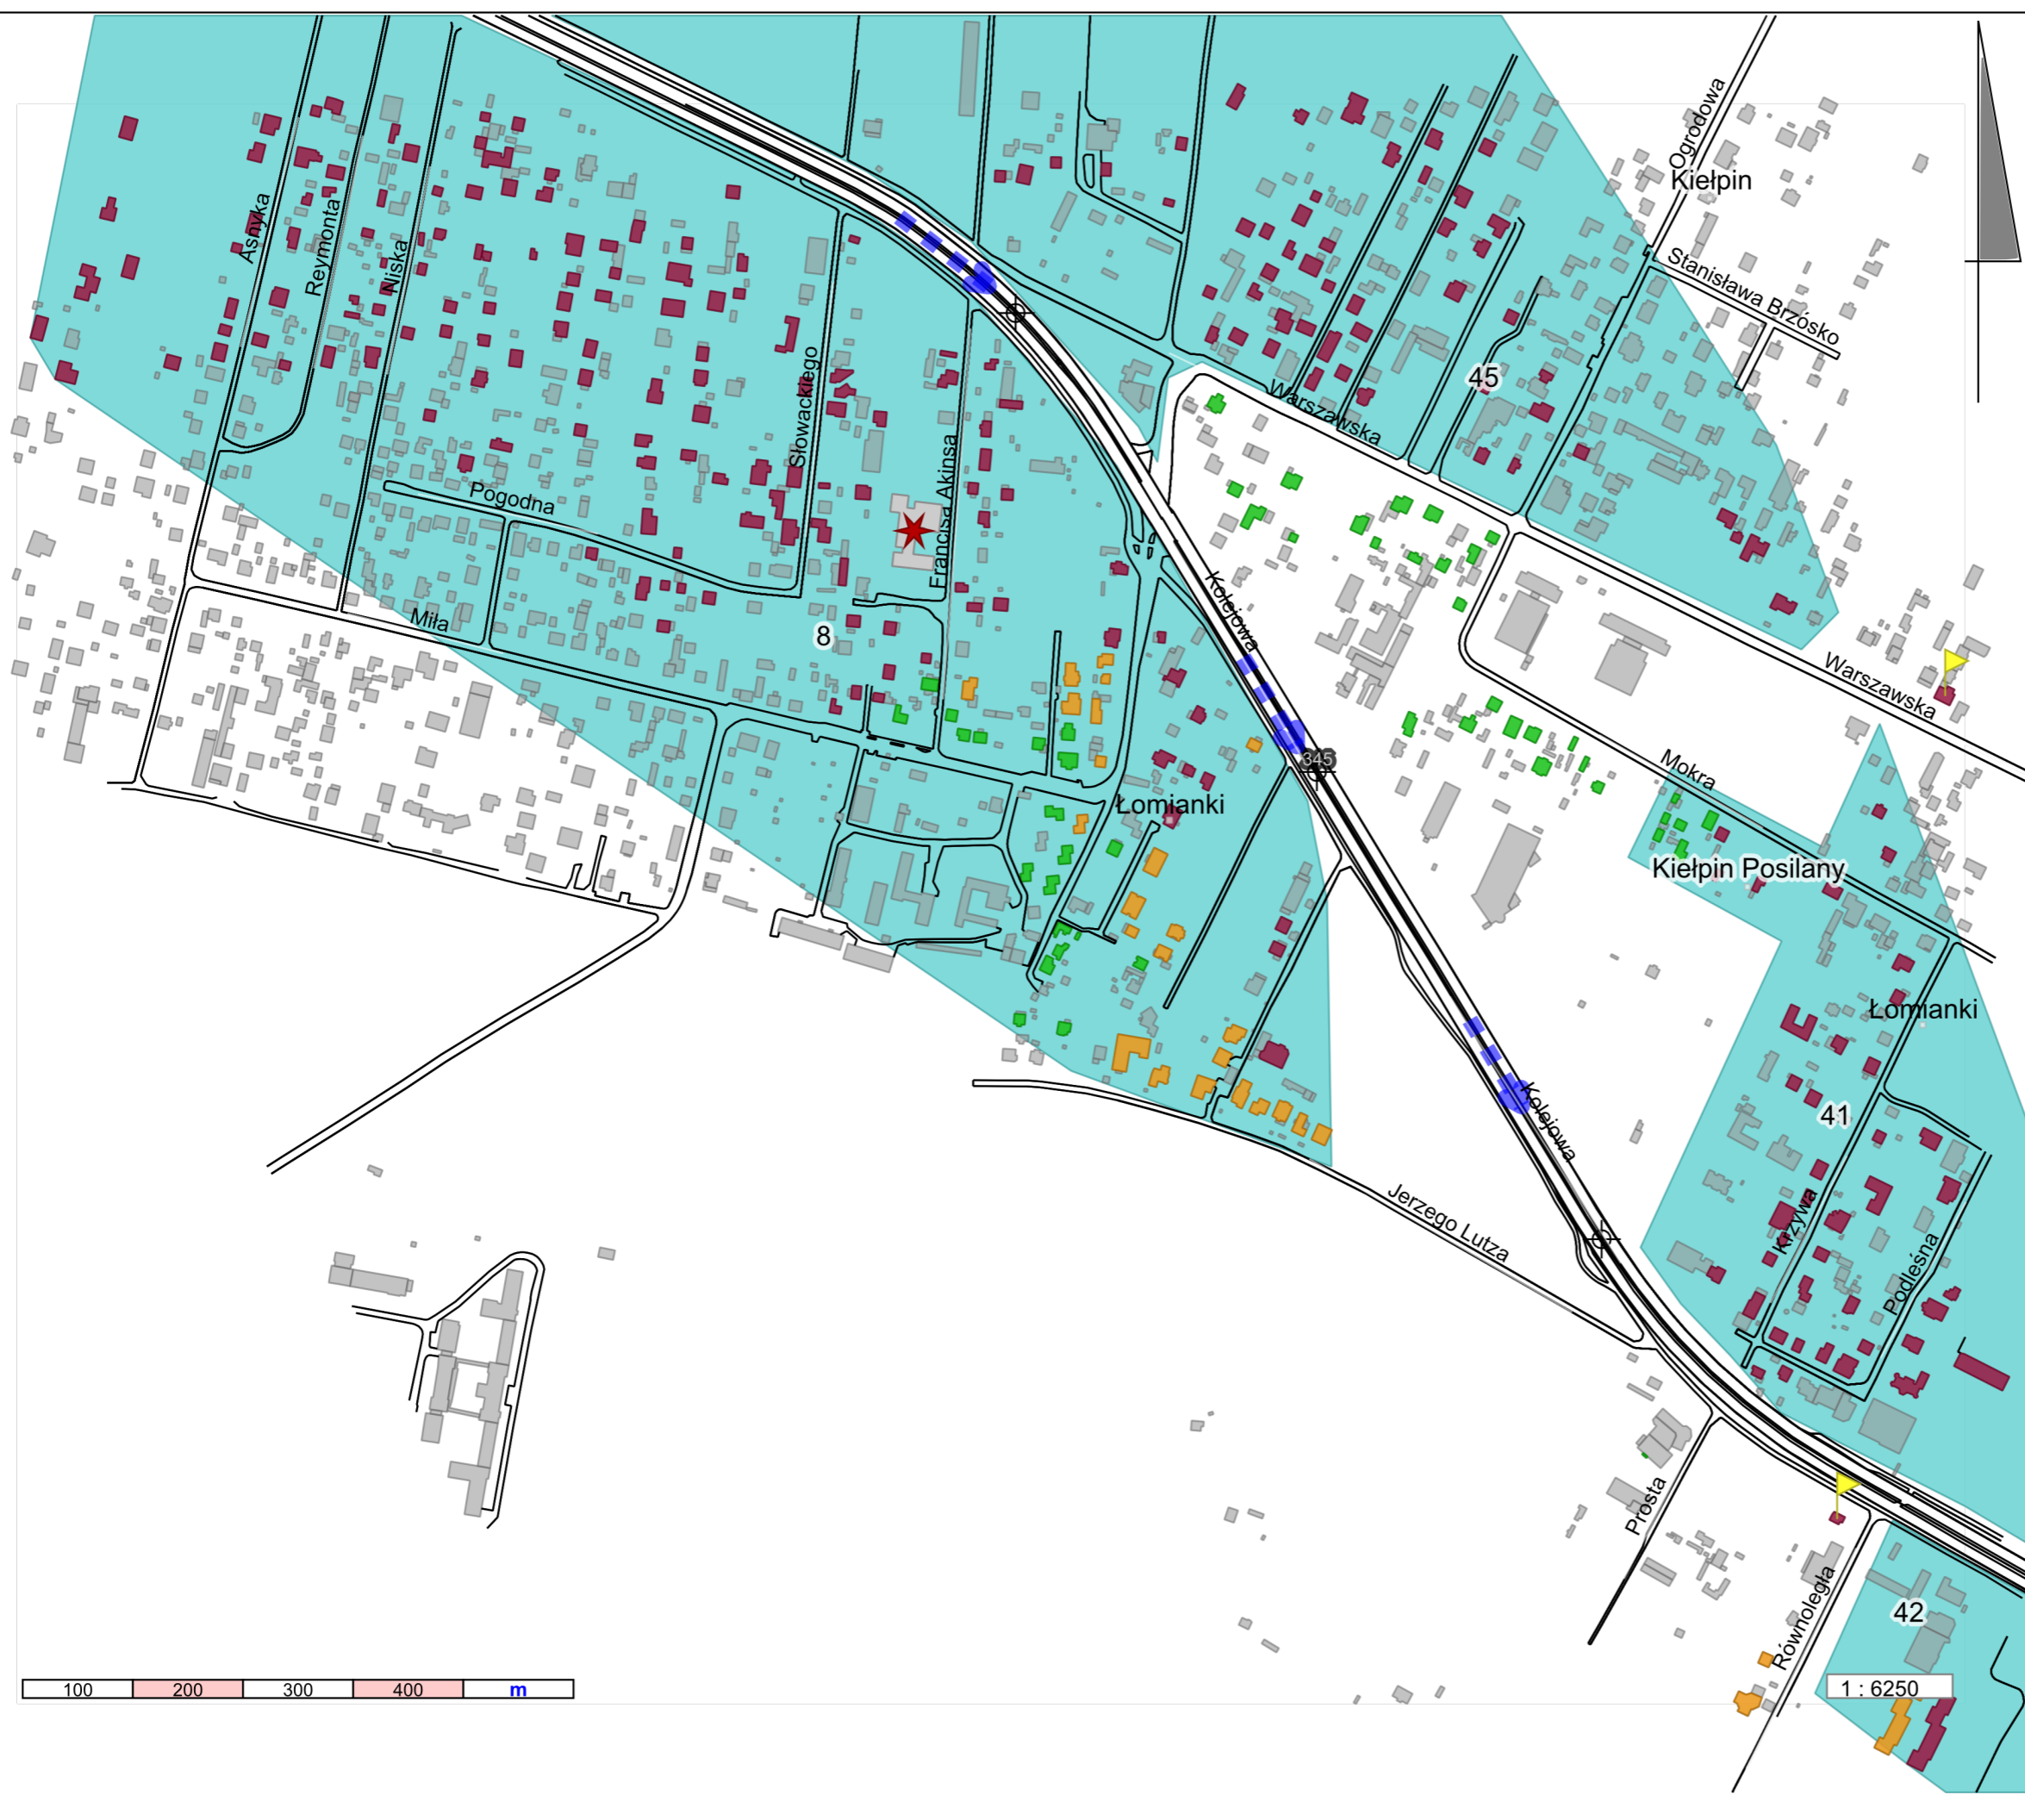 Ogrodowa
Kiełpin
Asnyka
Reymonta
Niska
Stanisława Brzósko
Słowackiego
45
Warszawska
Francisa Akinsa
Pogodna
Kolejowa
Miła
8
Warszawska
345
Mokra
Łomianki
Kiełpin Posilany
Łomianki
Kolejowa
41
Jerzego Lutza
Krzywa
Podleśna
Prosta
Równoległa
42
100
200
300
400
m
1 : 6250